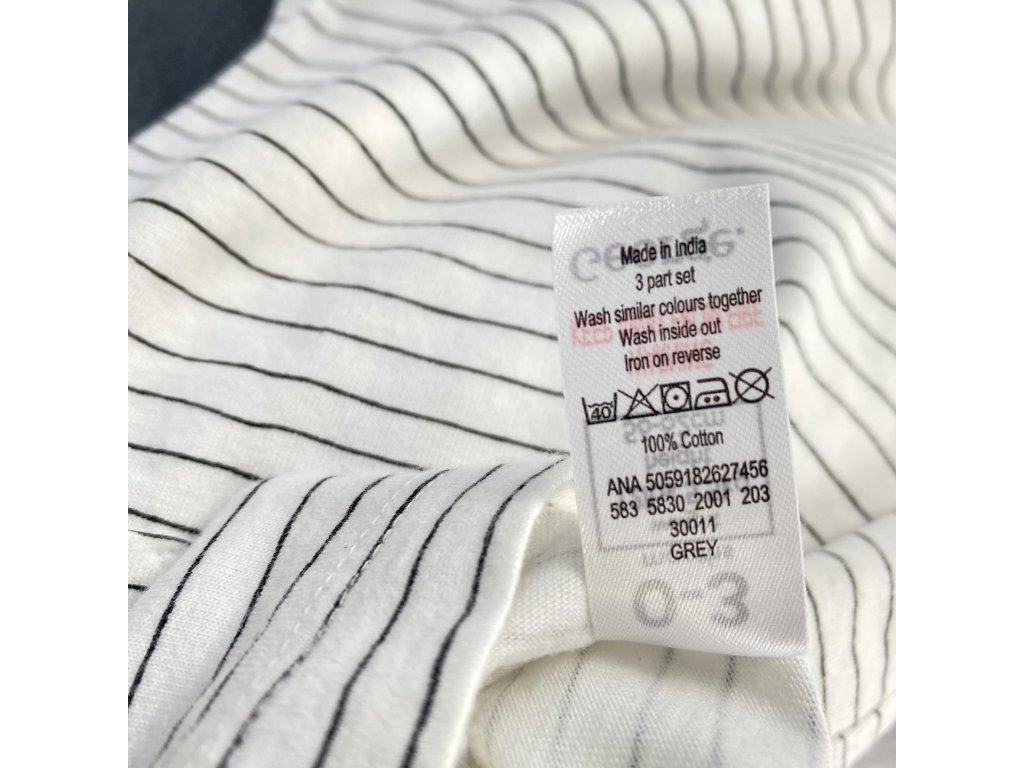 Made in India
3 part set
Wash similar colours together
Wash inside out
Iron on reverse
40
100% Cotton
ANA 5059182627456
583 5830 2001 203
30011
GREY
George.
0-3